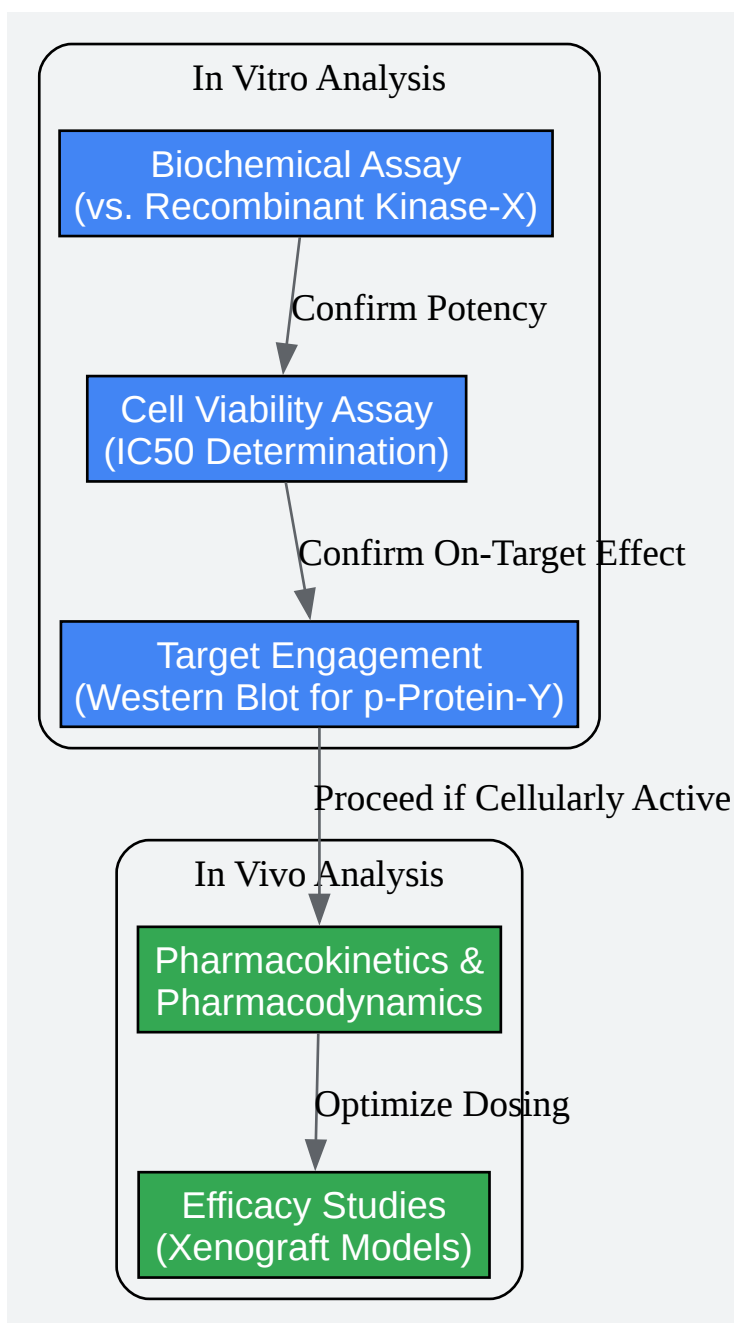 In Vitro Analysis
Biochemical Assay
(vs. Recombinant Kinase-X)
Confirm Potency
Cell Viability Assay
(IC50 Determination)
Confirm On-Target Effect
Target Engagement
(Western Blot for p-Protein-Y)
Proceed if Cellularly Active
In Vivo Analysis
Pharmacokinetics &
Pharmacodynamics
Optimize Dosing
Efficacy Studies
(Xenograft Models)